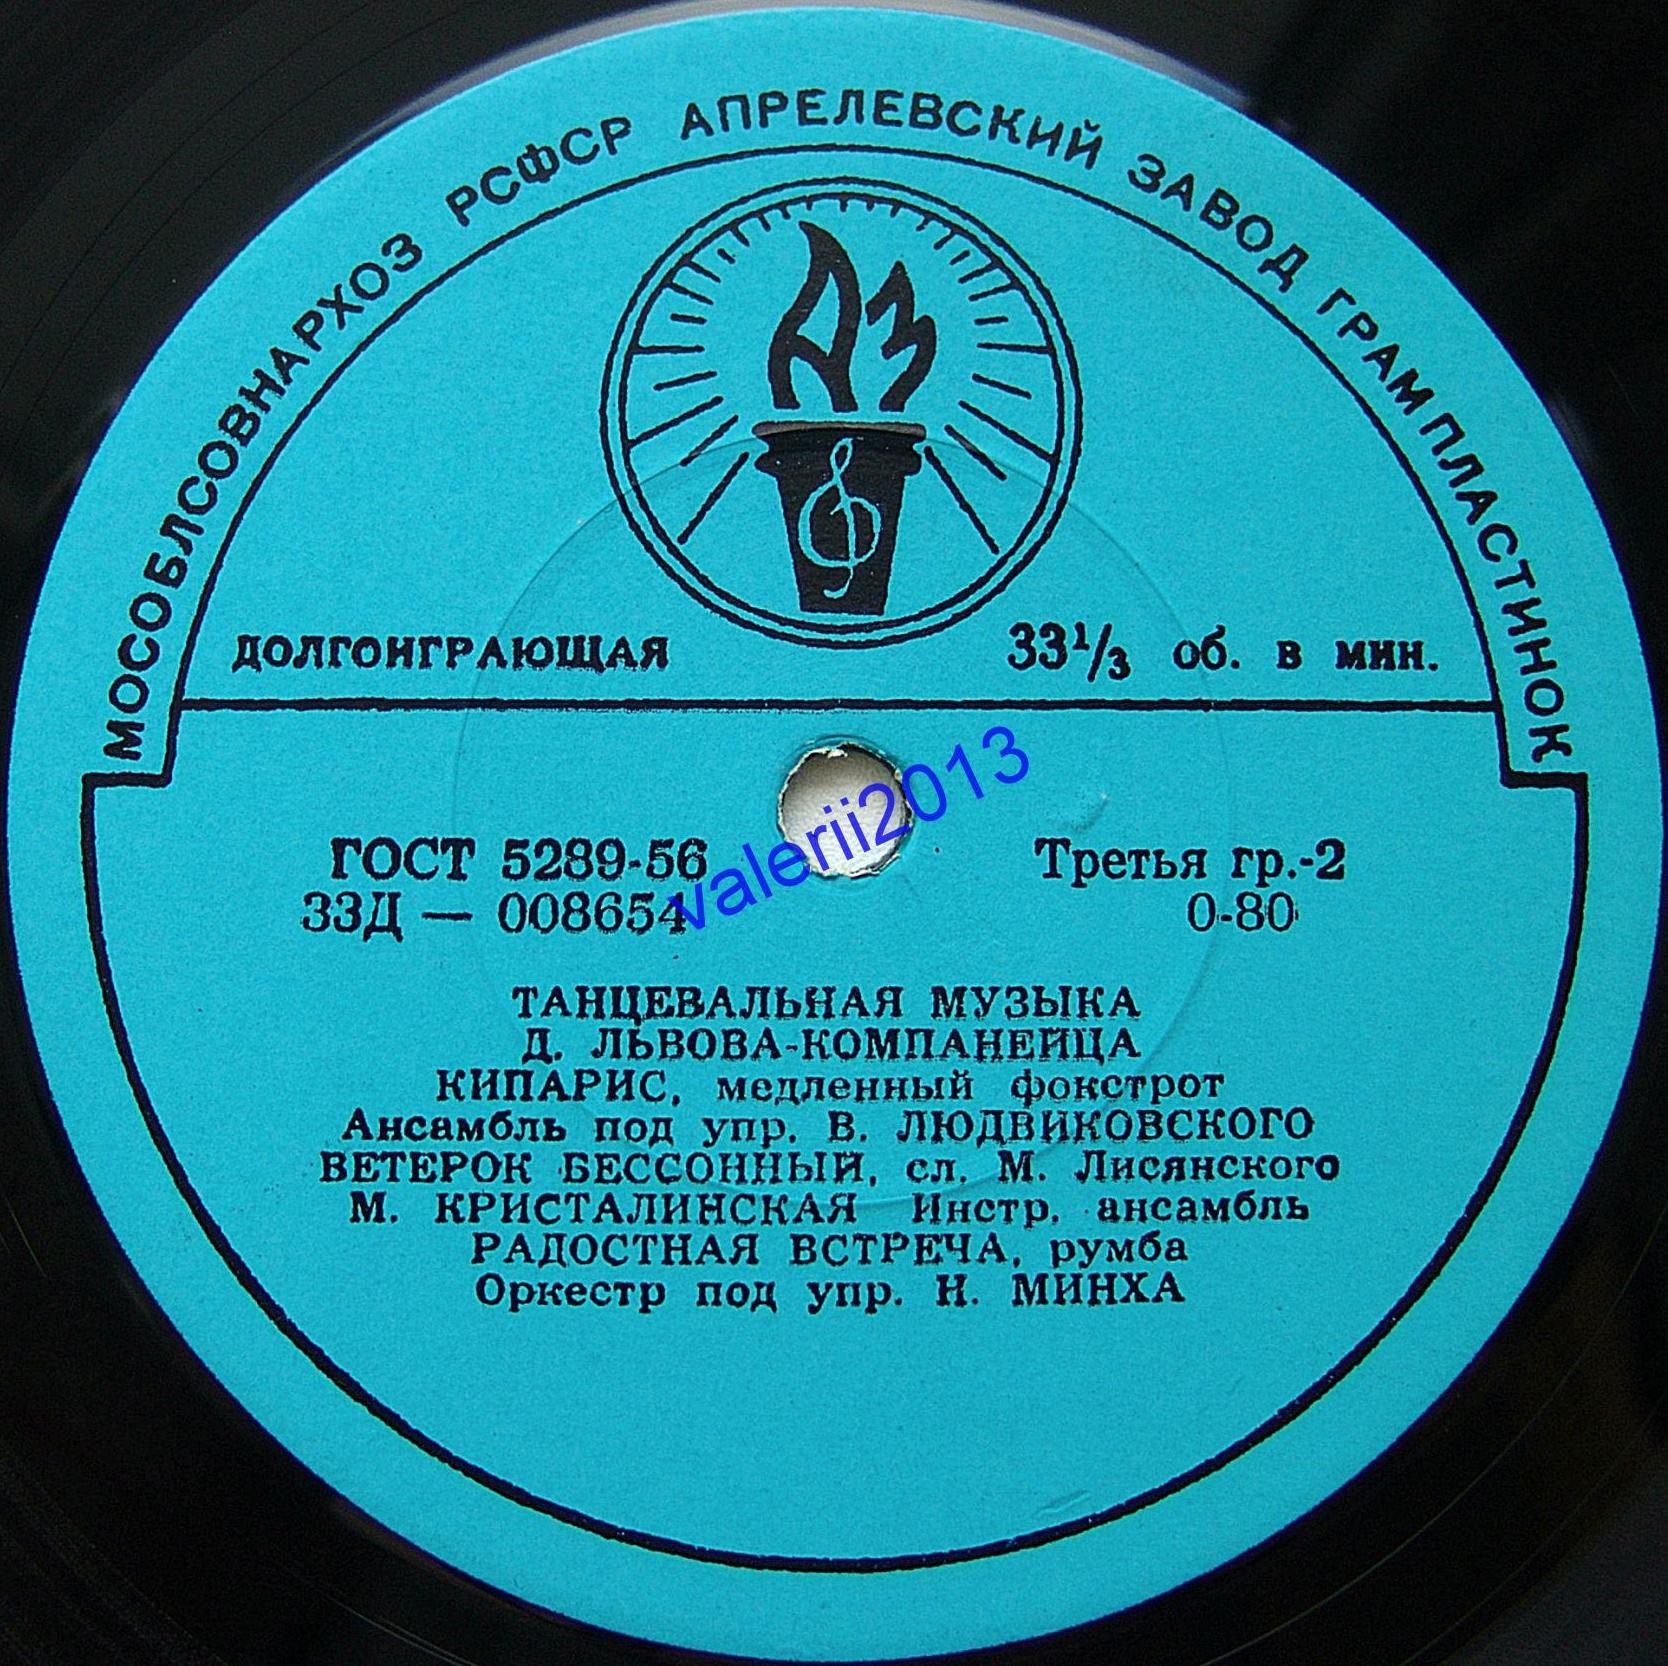 МОСОБЛСОВНАРХОЗ РСФСР АПРЕЛЕВСКИЙ ЗАВОД ГРАМПЛАСТИНОК
АЗ
ДОЛГОИГРАЮЩАЯ 33⅓ об. в мин.
ГОСТ 5289-56 Третья гр.-2
33Д — 008654 0-80
valerii2013
ТАНЦЕВАЛЬНАЯ МУЗЫКА
Д. ЛЬВОВА-КОМПАНЕЙЦА
КИПАРИС, медленный фокстрот
Ансамбль под упр. В. ЛЮДВИКОВСКОГО
ВЕТЕРОК БЕССОННЫЙ, сл. М. Лисянского
М. КРИСТАЛИНСКАЯ Инстр. ансамбль
РАДОСТНАЯ ВСТРЕЧА, румба
Оркестр под упр. Н. МИНХА